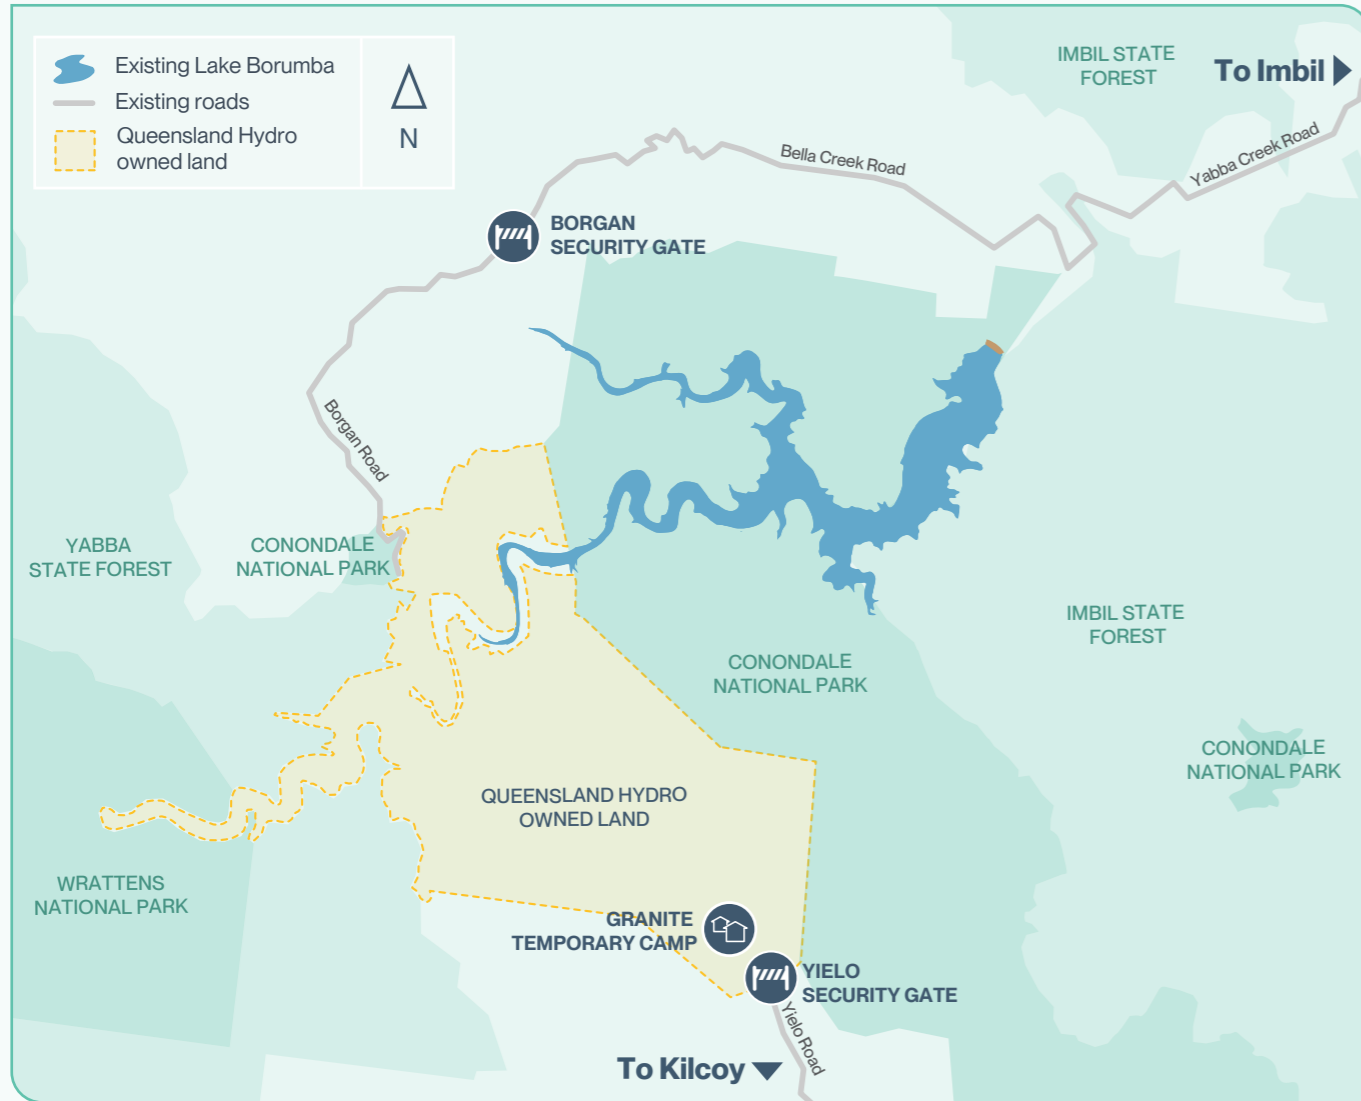 Existing Lake Borumba
Existing roads
Queensland Hydro
owned land
N
IMBIL STATE
FOREST
To Imbil
Bella Creek Road
Yabba Creek Road
BORGAN
SECURITY GATE
Borgan Road
YABBA
STATE FOREST
CONONDALE
NATIONAL PARK
IMBIL STATE
FOREST
CONONDALE
NATIONAL PARK
CONONDALE
NATIONAL PARK
QUEENSLAND HYDRO
OWNED LAND
WRATTENS
NATIONAL PARK
GRANITE
TEMPORARY CAMP
YIELO
SECURITY GATE
Yielo Road
To Kilcoy